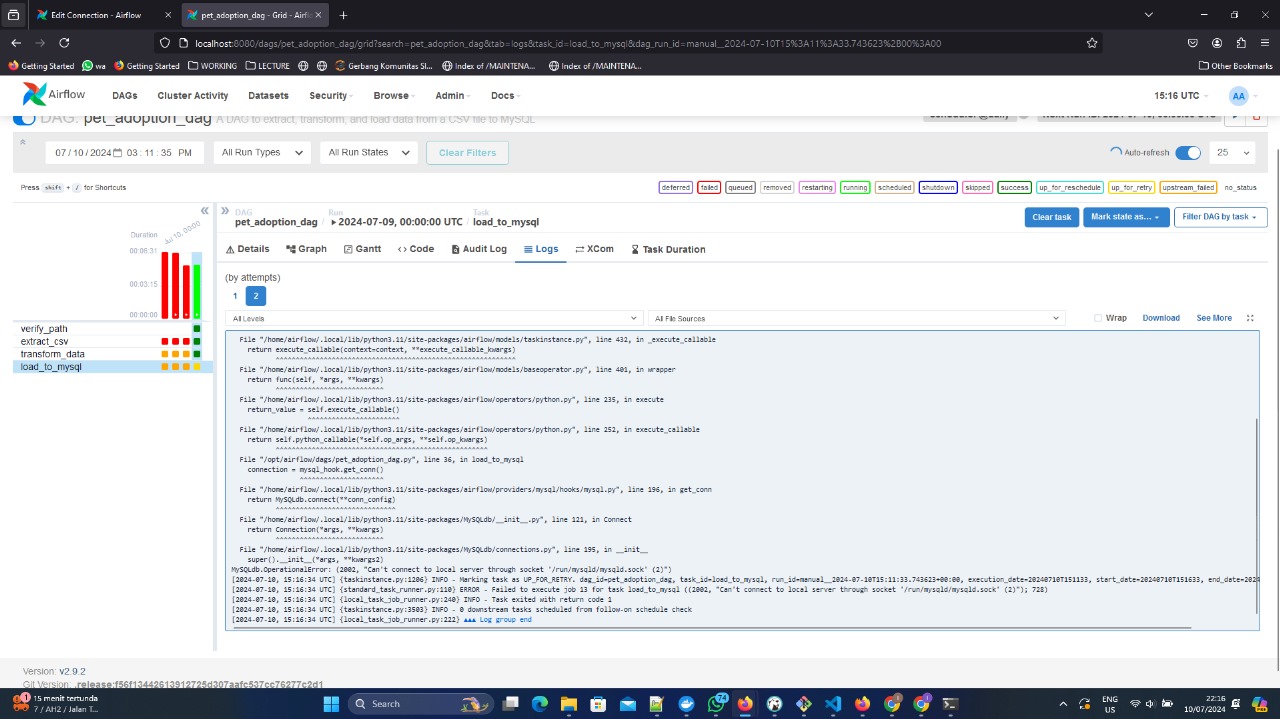 Edit Connection - Airflow
pet_adoption_dag - Grid - Airfl
localhost:8080/dags/pet_adoption_dag/grid?search=pet_adoption_dag&tab=logs&task_id=load_to_mysql&dag_run_id=manual__2024-07-10T15%3A11%3A33.743623%2B00%3A00
Getting Started wa Getting Started WORKING LECTURE Gerbang Komunitas SI... Index of /MAINTENA... Index of /MAINTENA... Other Bookmarks
Airflow DAGs Cluster Activity Datasets Security Browse Admin Docs 15:16 UTC AA
DAG: pet_adoption_dag A DAG to extract, transform, and load data from a CSV file to MySQL
07/10/2024 03:11:35 PM All Run Types All Run States Clear Filters Auto-refresh 25
Press shift + / for Shortcuts deferred failed queued removed restarting running scheduled shutdown skipped success up_for_reschedule up_for_retry upstream_failed no_status
DAG Run Task
pet_adoption_dag / 2024-07-09, 00:00:00 UTC / load_to_mysql Clear task Mark state as... Filter DAG by task
Duration Jul 10, 00:00
00:06:31
00:03:15
00:00:00
verify_path
extract_csv
transform_data
load_to_mysql
Details Graph Gantt Code Audit Log Logs XCom Task Duration
(by attempts)
1 2
All Levels All File Sources Wrap Download See More
File "/home/airflow/.local/lib/python3.11/site-packages/airflow/models/taskinstance.py", line 432, in _execute_callable
return execute_callable(context=context, **execute_callable_kwargs)
^^^^^^^^^^^^^^^^^^^^^^^^^^^^^^^^^^^^^^^^^^^^^^^^^^^^^^^^^^^^
File "/home/airflow/.local/lib/python3.11/site-packages/airflow/models/baseoperator.py", line 401, in wrapper
return func(self, *args, **kwargs)
^^^^^^^^^^^^^^^^^^^^^^^^^^^
File "/home/airflow/.local/lib/python3.11/site-packages/airflow/operators/python.py", line 235, in execute
return_value = self.execute_callable()
^^^^^^^^^^^^^^^^^^^^^^^
File "/home/airflow/.local/lib/python3.11/site-packages/airflow/operators/python.py", line 252, in execute_callable
return self.python_callable(*self.op_args, **self.op_kwargs)
^^^^^^^^^^^^^^^^^^^^^^^^^^^^^^^^^^^^^^^^^^^^^^^^^^^^^
File "/opt/airflow/dags/pet_adoption_dag.py", line 36, in load_to_mysql
connection = mysql_hook.get_conn()
^^^^^^^^^^^^^^^^^^^^^
File "/home/airflow/.local/lib/python3.11/site-packages/airflow/providers/mysql/hooks/mysql.py", line 196, in get_conn
return MySQLdb.connect(**conn_config)
^^^^^^^^^^^^^^^^^^^^^^^^^^^^^^
File "/home/airflow/.local/lib/python3.11/site-packages/MySQLdb/__init__.py", line 121, in Connect
return Connection(*args, **kwargs)
^^^^^^^^^^^^^^^^^^^^^^^^^^^
File "/home/airflow/.local/lib/python3.11/site-packages/MySQLdb/connections.py", line 195, in __init__
super().__init__(*args, **kwargs2)
MySQLdb.OperationalError: (2002, "Can't connect to local server through socket '/run/mysqld/mysqld.sock' (2)")
[2024-07-10, 15:16:34 UTC] {taskinstance.py:1206} INFO - Marking task as UP_FOR_RETRY. dag_id=pet_adoption_dag, task_id=load_to_mysql, run_id=manual__2024-07-10T15:11:33.743623+00:00, execution_date=20240710T151133, start_date=20240710T151633, end_date=2024
[2024-07-10, 15:16:34 UTC] {standard_task_runner.py:110} ERROR - Failed to execute job 13 for task load_to_mysql ((2002, "Can't connect to local server through socket '/run/mysqld/mysqld.sock' (2)"); 728)
[2024-07-10, 15:16:34 UTC] {local_task_job_runner.py:240} INFO - Task exited with return code 1
[2024-07-10, 15:16:34 UTC] {taskinstance.py:3503} INFO - 0 downstream tasks scheduled from follow-on schedule check
[2024-07-10, 15:16:34 UTC] {local_task_job_runner.py:222} ▲▲▲ Log group end
Version: v2.9.2
Git Version: .release:f56f13442613912725d307aafc537cc76277c2d1
15 menit tertunda
7 / AH2 / Jalan T...
Search
74
ENG
US
22:16
10/07/2024